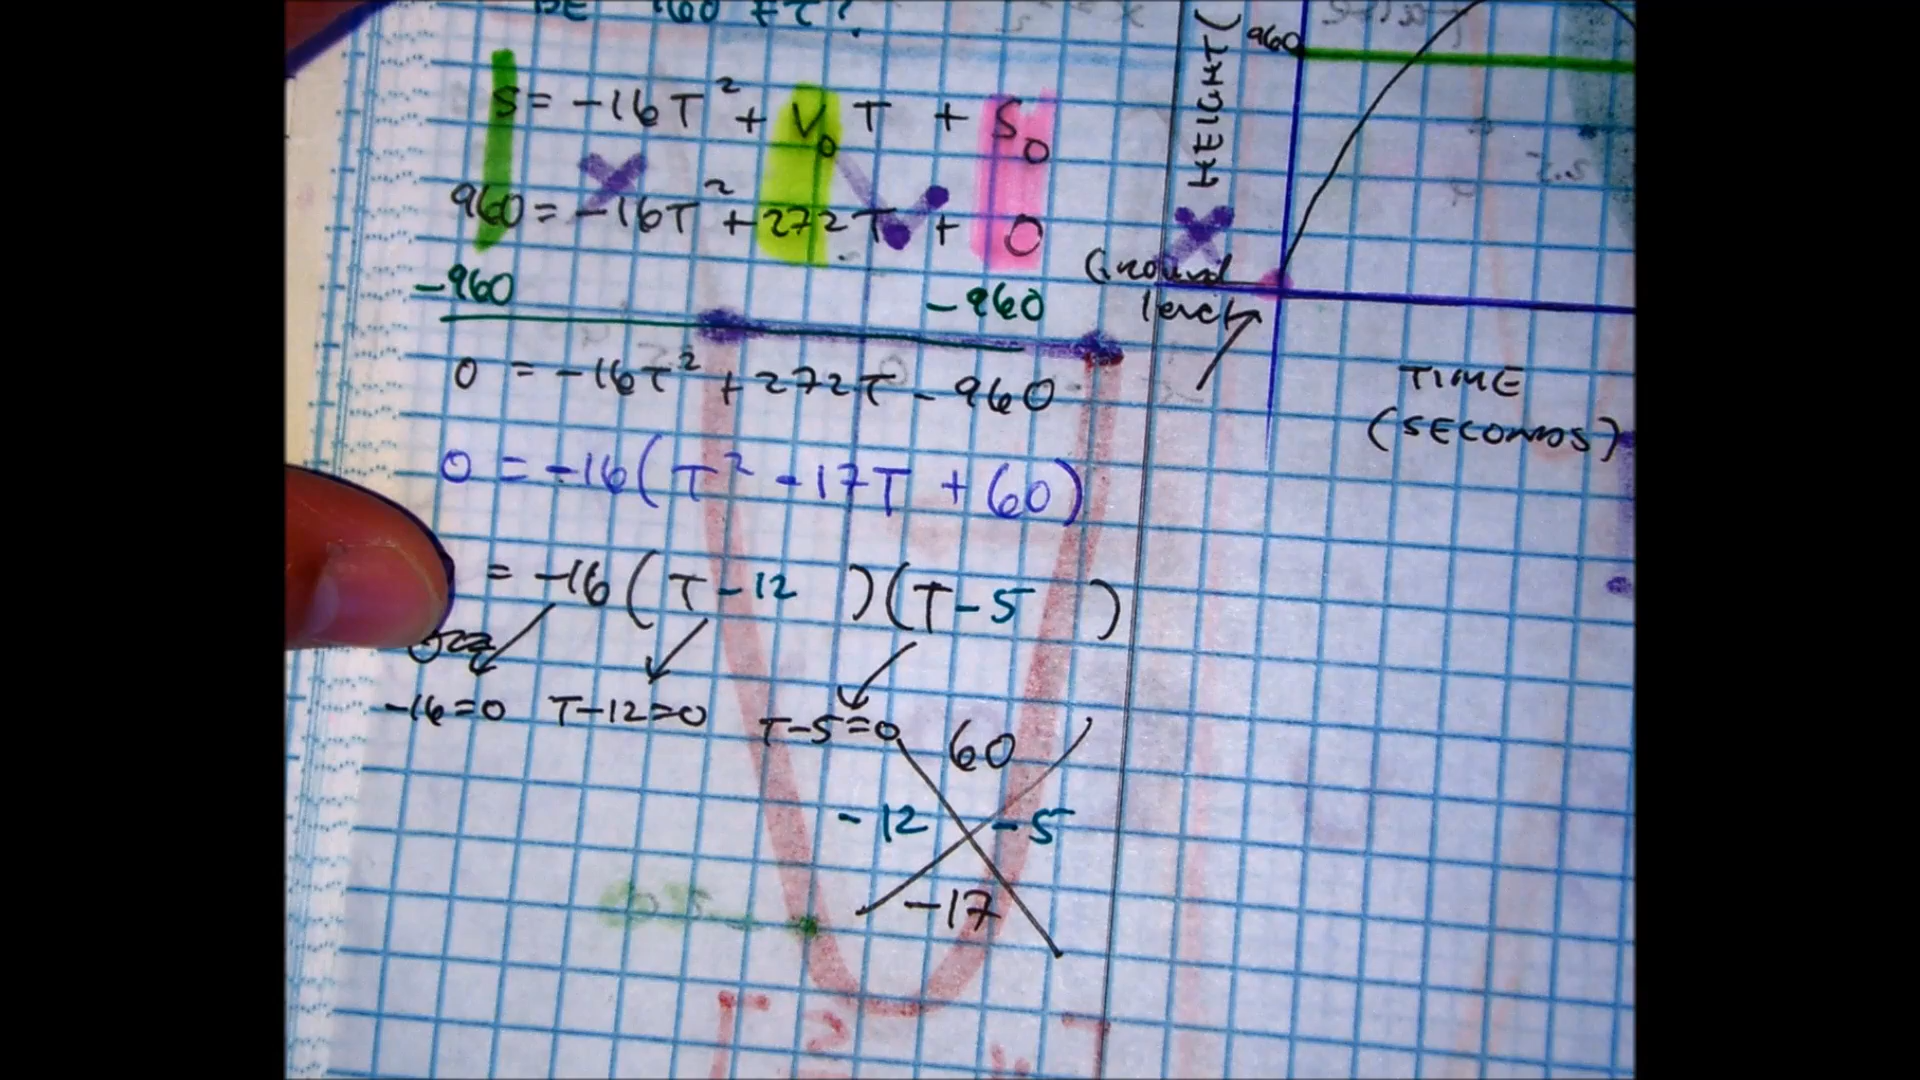 BE 960 FT?
S = -16T² + V₀T + S₀
960 = -16T² + 272T + 0
-960 -960
0 = -16T² + 272T - 960
0 = -16(T² - 17T + 60)
= -16(T-12)(T-5)
-16=0 T-12=0 T-5=0
60
-12 -5
-17
HEIGHT(
960
Ground
level
TIME
(SECONDS)